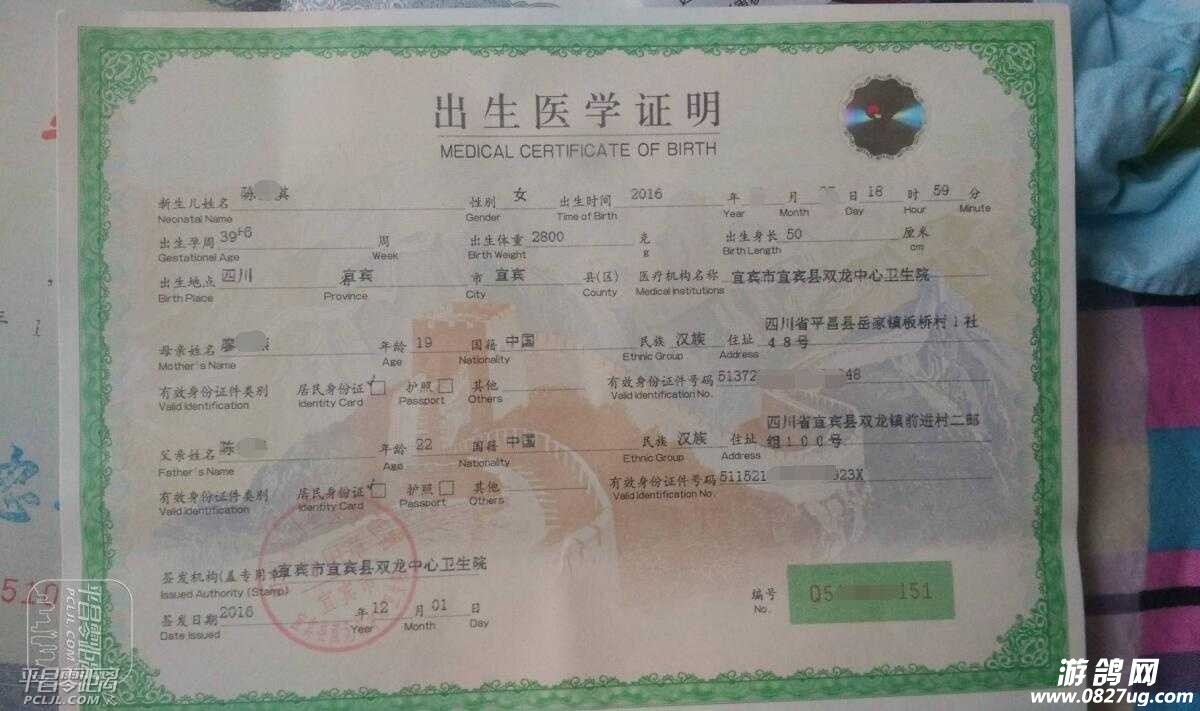 出生医学证明
MEDICAL CERTIFICATE OF BIRTH
新生儿姓名 陈 其 性别 女 出生时间 2016 年 月 日 18 时 59 分
Neonatal Name Gender Time of Birth Year Month Day Hour Minute
出生孕周 39+6 周 出生体重 2800 克 出生身长 50 厘米
Gestational Age Week Birth Weight g Birth Length cm
出生地点 四川 宜宾 市 宜宾 县(区) 医疗机构名称 宜宾市宜宾县双龙中心卫生院
Birth Place Province City County Medical Institutions
四川省平昌县岳家镇板桥村1社
母亲姓名 廖 年龄 19 国籍 中国 民族 汉族 住址 48号
Mother's Name Age Nationality Ethnic Group Address
有效身份证件类别 居民身份证 护照 其他 有效身份证件号码 51372 48
Valid Identification Identity Card Passport Others Valid Identification No.
四川省宜宾县双龙镇前进村二郎
父亲姓名 陈 年龄 22 国籍 中国 民族 汉族 住址 组100号
Father's Name Age Nationality Ethnic Group Address
有效身份证件类别 居民身份证 护照 其他 有效身份证件号码 511521 023X
Valid Identification Identity Card Passport Others Valid Identification No.
签发机构(盖专用章) 宜宾市宜宾县双龙中心卫生院
Issued Authority (Stamp)
编号 Q5 151
No.
签发日期 2016 年 12 月 01 日
Date Issued Year Month Day
510
平昌零距离
PCLJL.COM
游鸽网
www.0827ug.com